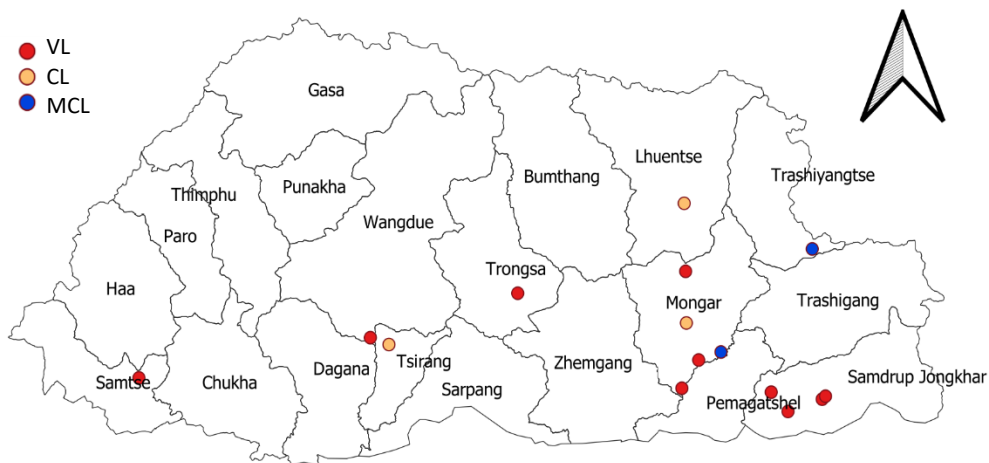 VL
CL
MCL
Gasa
Lhuentse
Trashiyangtse
Bumthang
Punakha
Thimphu
Wangdue
Paro
Trongsa
Haa
Mongar
Trashigang
Tsirang
Zhemgang
Dagana
Samtse
Chukha
Sarpang
Samdrup Jongkhar
Pemagatshel